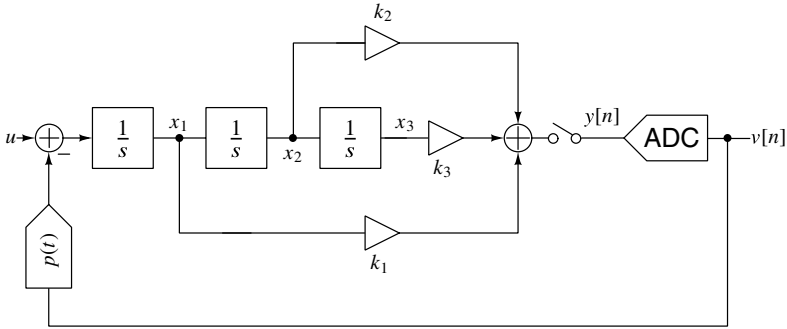 k2
u
−
1
s
x1
1
s
x2
1
s
x3
k3
y[n]
ADC
v[n]
p(t)
k1